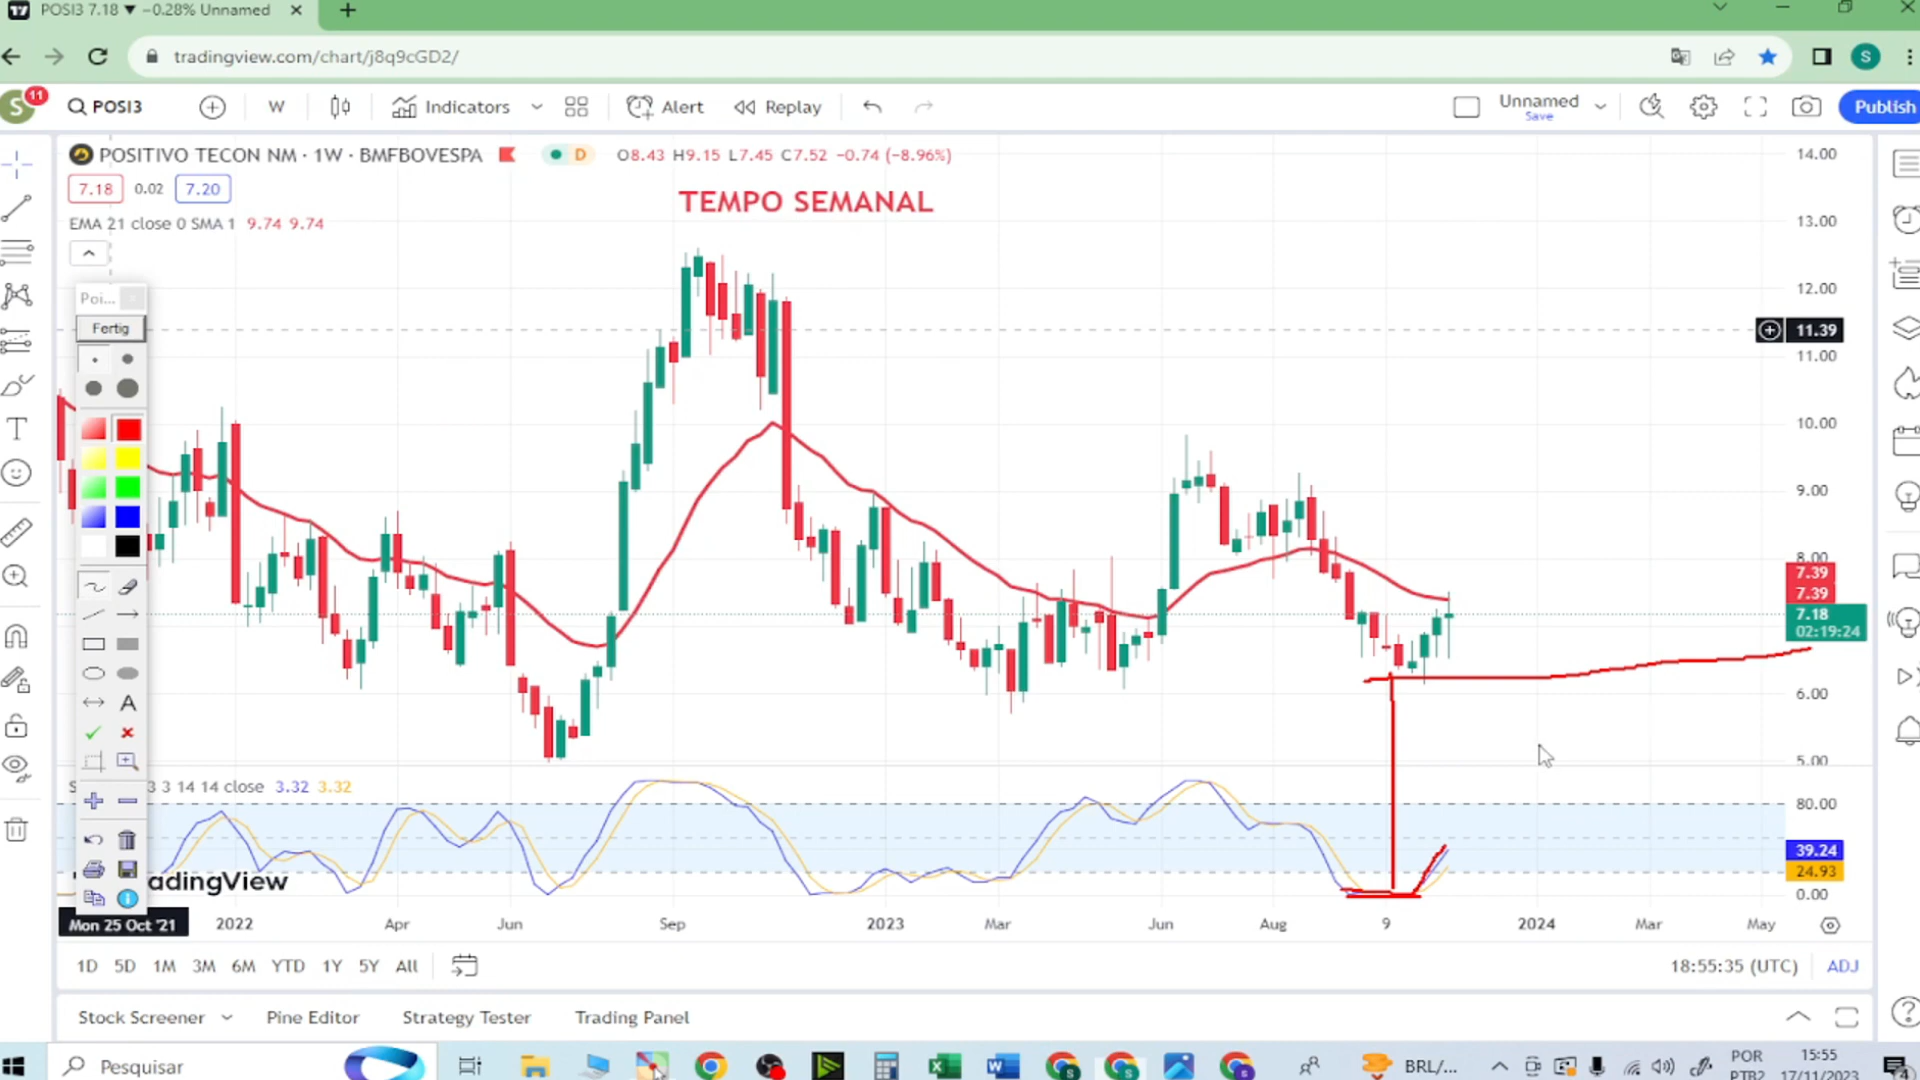 POSI3 7.18 ▼ −0.28% Unnamed
tradingview.com/chart/j8q9cGD2/
S
S
11
POSI3
W
Indicators
Alert
Replay
Unnamed
Save
Publish
POSITIVO TECON NM · 1W · BMFBOVESPA
D
O8.43 H9.15 L7.45 C7.52 −0.74 (−8.96%)
7.18 0.02 7.20
TEMPO SEMANAL
EMA 21 close 0 SMA 1 9.74 9.74
Poi...
Fertig
A
14.00
13.00
12.00
11.39
11.00
10.00
9.00
8.00
7.39
7.39
7.18
02:19:24
6.00
5.00
3 3 14 14 close 3.32 3.32
80.00
39.24
24.93
0.00
adingView
Mon 25 Oct '21 2022 Apr Jun Sep 2023 Mar Jun Aug 9 2024 Mar May
1D 5D 1M 3M 6M YTD 1Y 5Y All
18:55:35 (UTC) ADJ
Stock Screener Pine Editor Strategy Tester Trading Panel
Pesquisar
BRL/...
POR
PTB2
15:55
17/11/2023
4